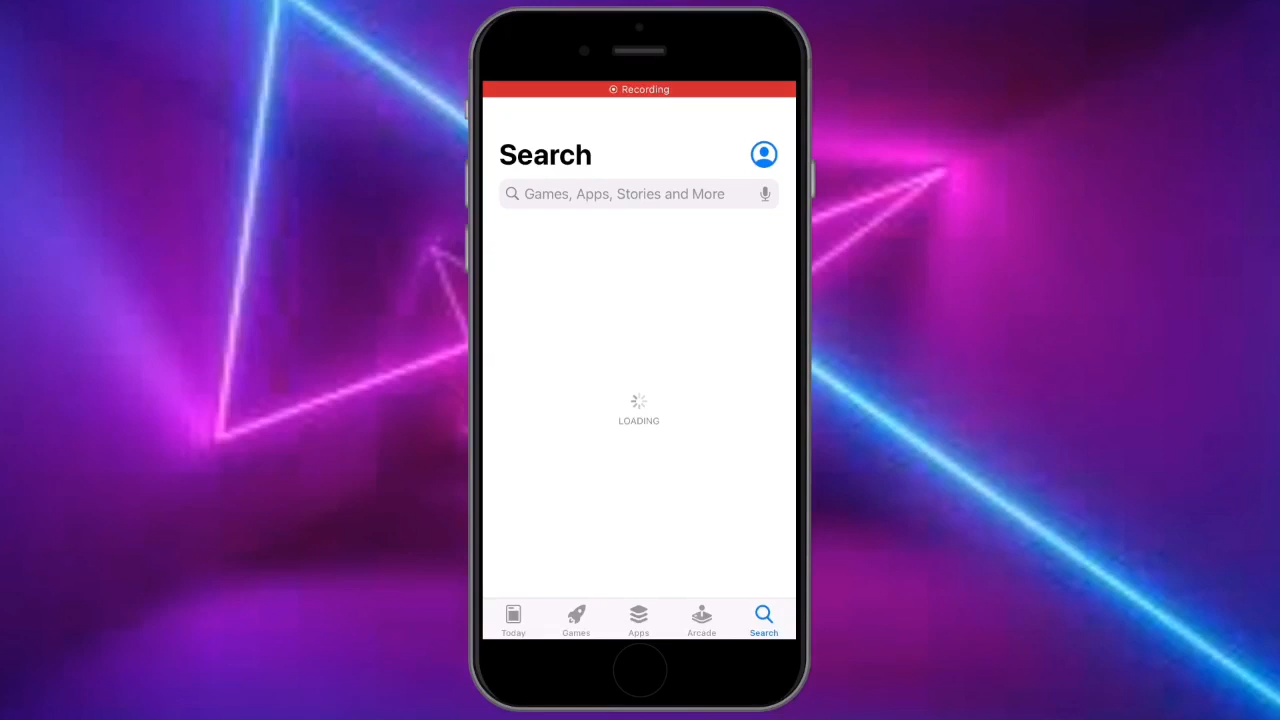 Recording
Search
Games, Apps, Stories and More
LOADING
Today Games Apps Arcade Search